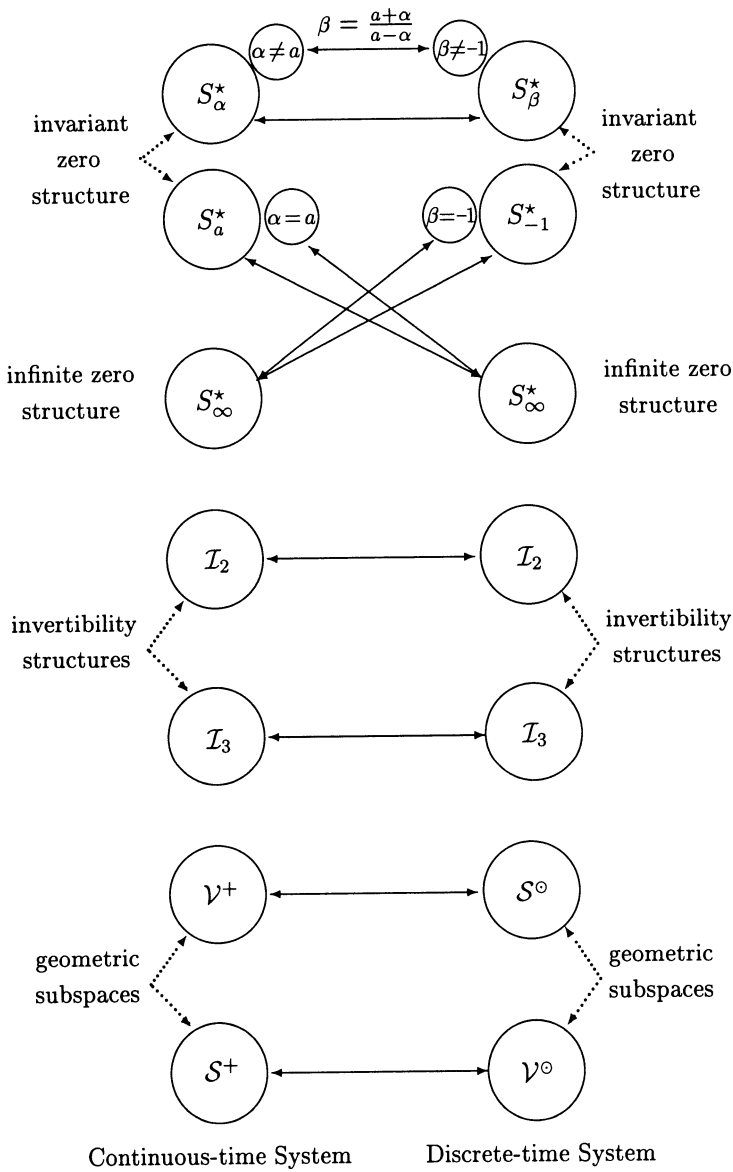 α≠a β = (a+α)/(a−α) β≠-1
S*_α S*_β
invariant zero structure
invariant zero structure
S*_a α=a β=-1 S*_{-1}
infinite zero structure
S*_∞ S*_∞
infinite zero structure
I_2 I_2
invertibility structures
invertibility structures
I_3 I_3
V^+ S^⊙
geometric subspaces
geometric subspaces
S^+ V^⊙
Continuous-time System Discrete-time System